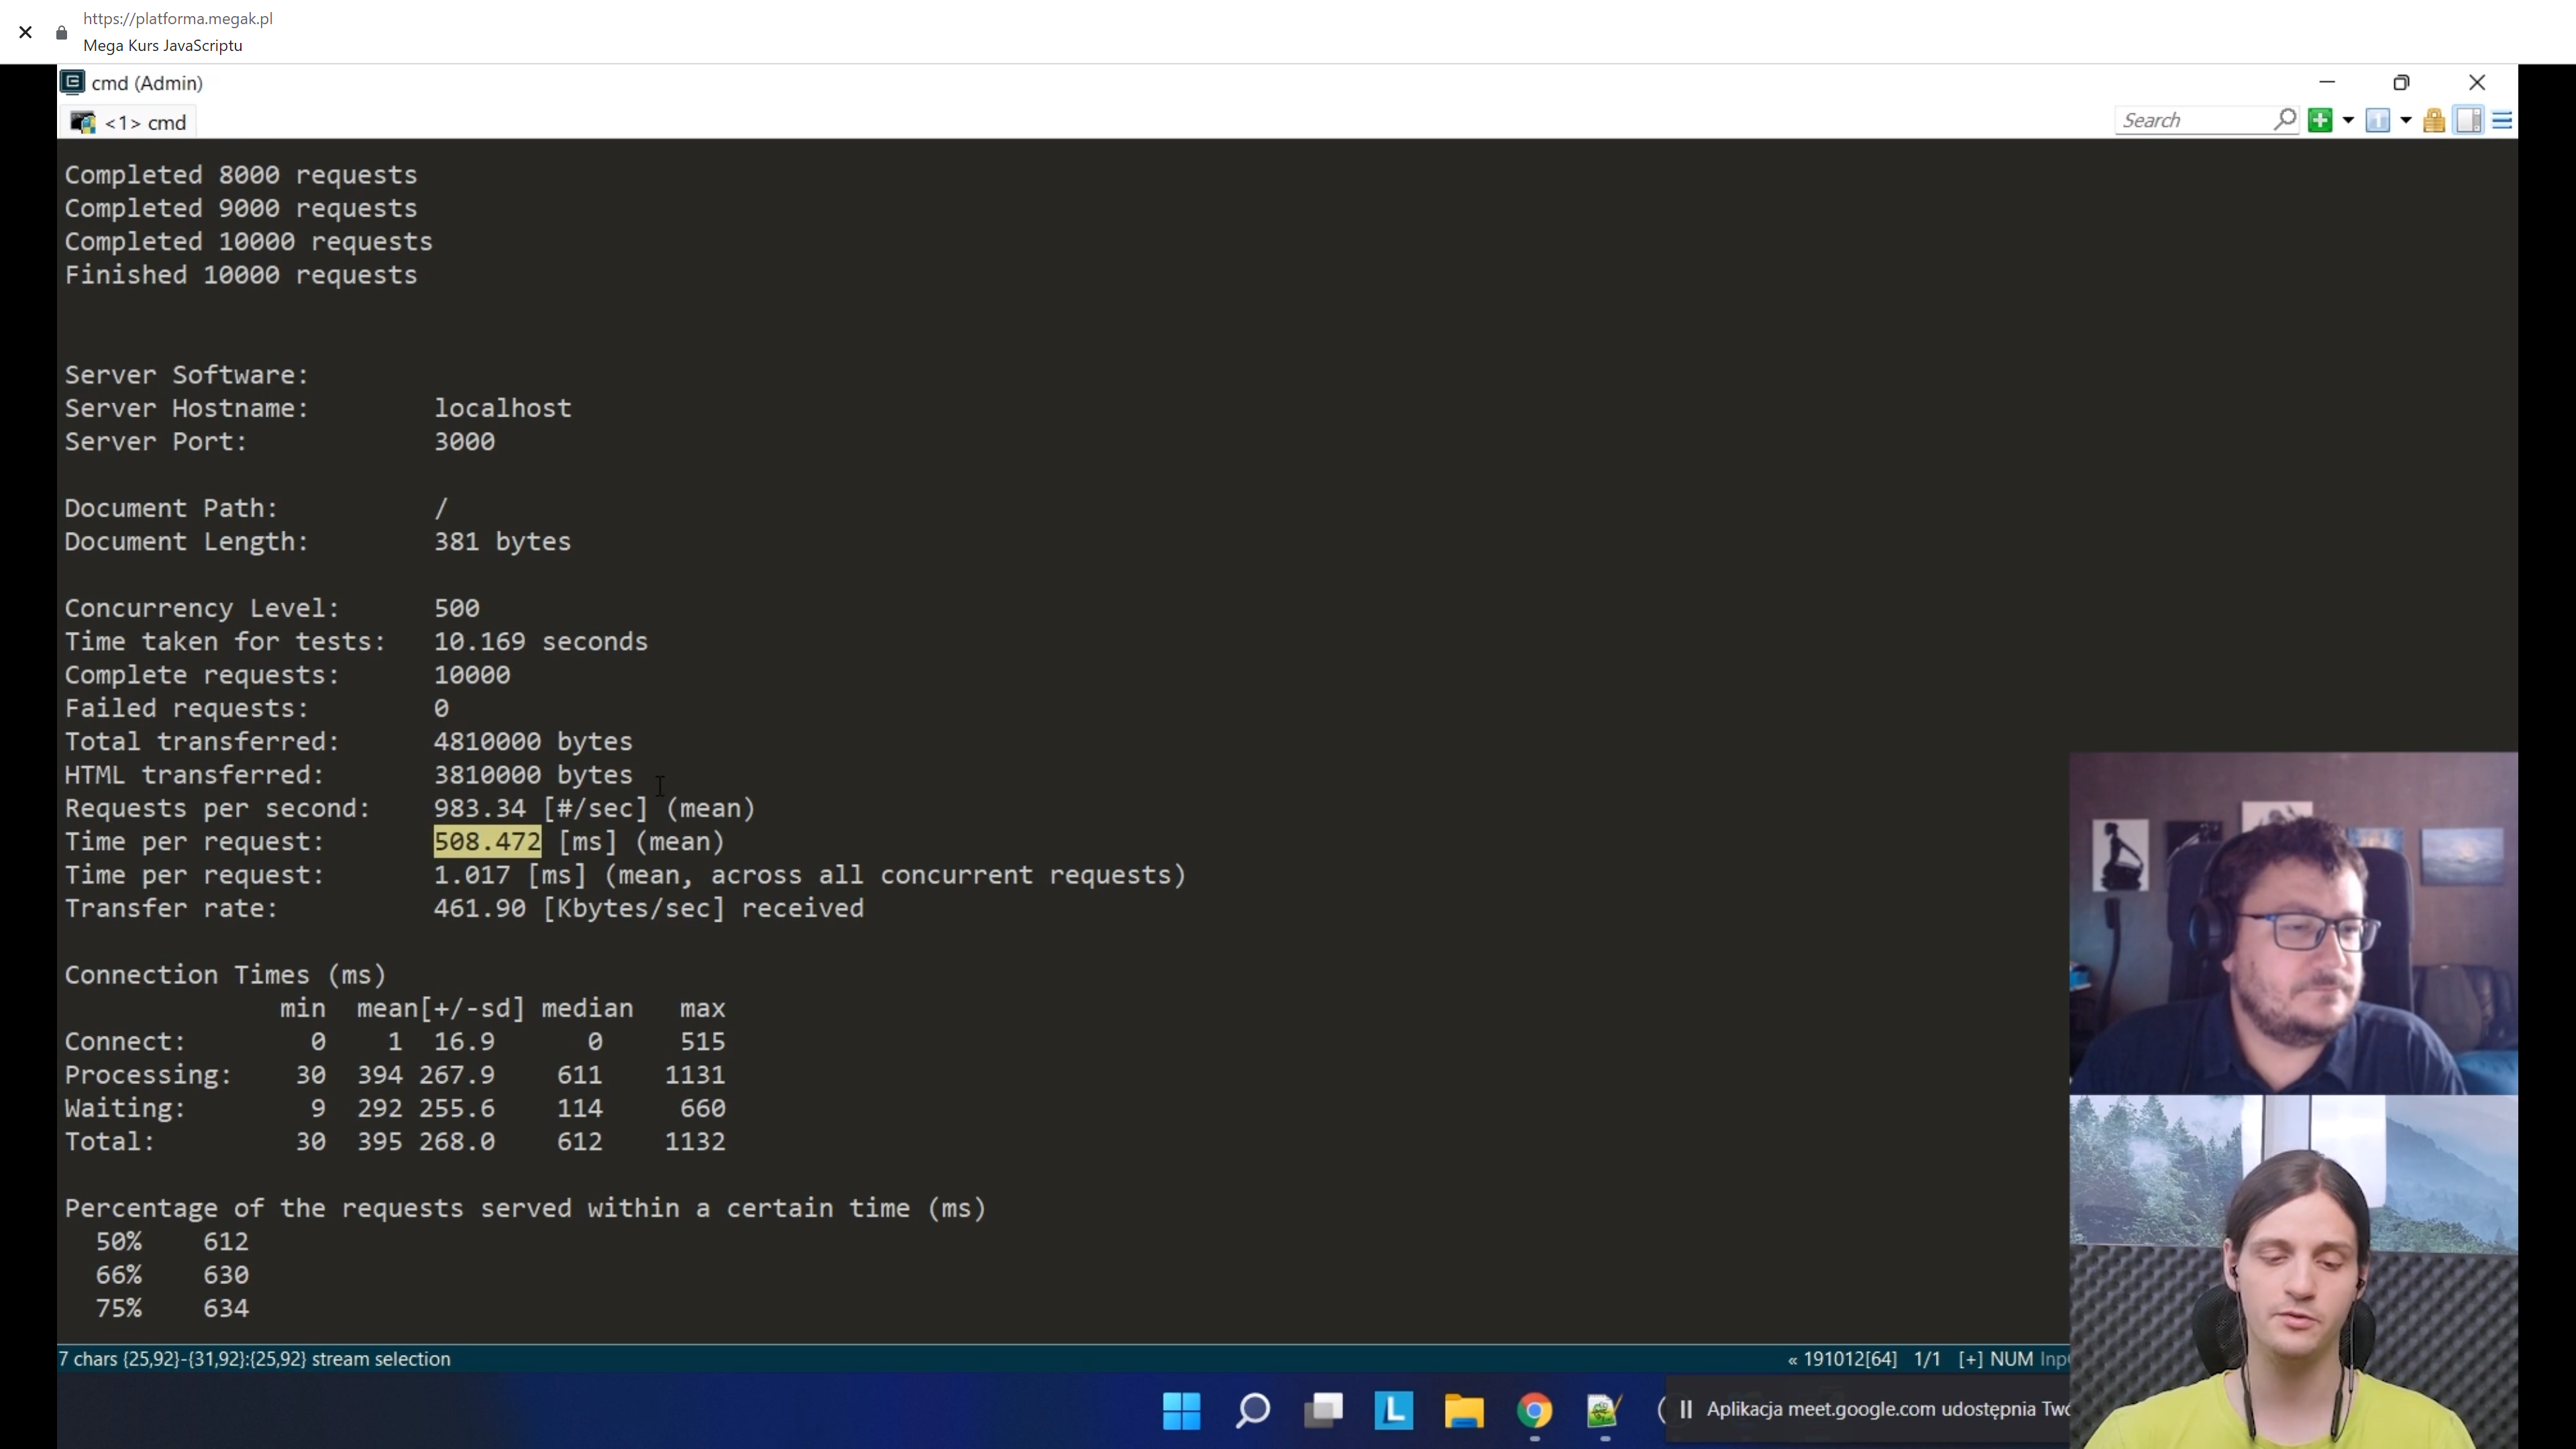 https://platforma.megak.pl
Mega Kurs JavaScriptu
cmd (Admin)
<1> cmd
Search
Completed 8000 requests
Completed 9000 requests
Completed 10000 requests
Finished 10000 requests
Server Software:
Server Hostname: localhost
Server Port: 3000
Document Path: /
Document Length: 381 bytes
Concurrency Level: 500
Time taken for tests: 10.169 seconds
Complete requests: 10000
Failed requests: 0
Total transferred: 4810000 bytes
HTML transferred: 3810000 bytes
Requests per second: 983.34 [#/sec] (mean)
Time per request: 508.472 [ms] (mean)
Time per request: 1.017 [ms] (mean, across all concurrent requests)
Transfer rate: 461.90 [Kbytes/sec] received
Connection Times (ms)
min mean[+/-sd] median max
Connect: 0 1 16.9 0 515
Processing: 30 394 267.9 611 1131
Waiting: 9 292 255.6 114 660
Total: 30 395 268.0 612 1132
Percentage of the requests served within a certain time (ms)
50% 612
66% 630
75% 634
7 chars {25,92}-{31,92}:{25,92} stream selection
« 191012[64] 1/1 [+] NUM Inp
L
Aplikacja meet.google.com udostępnia Two